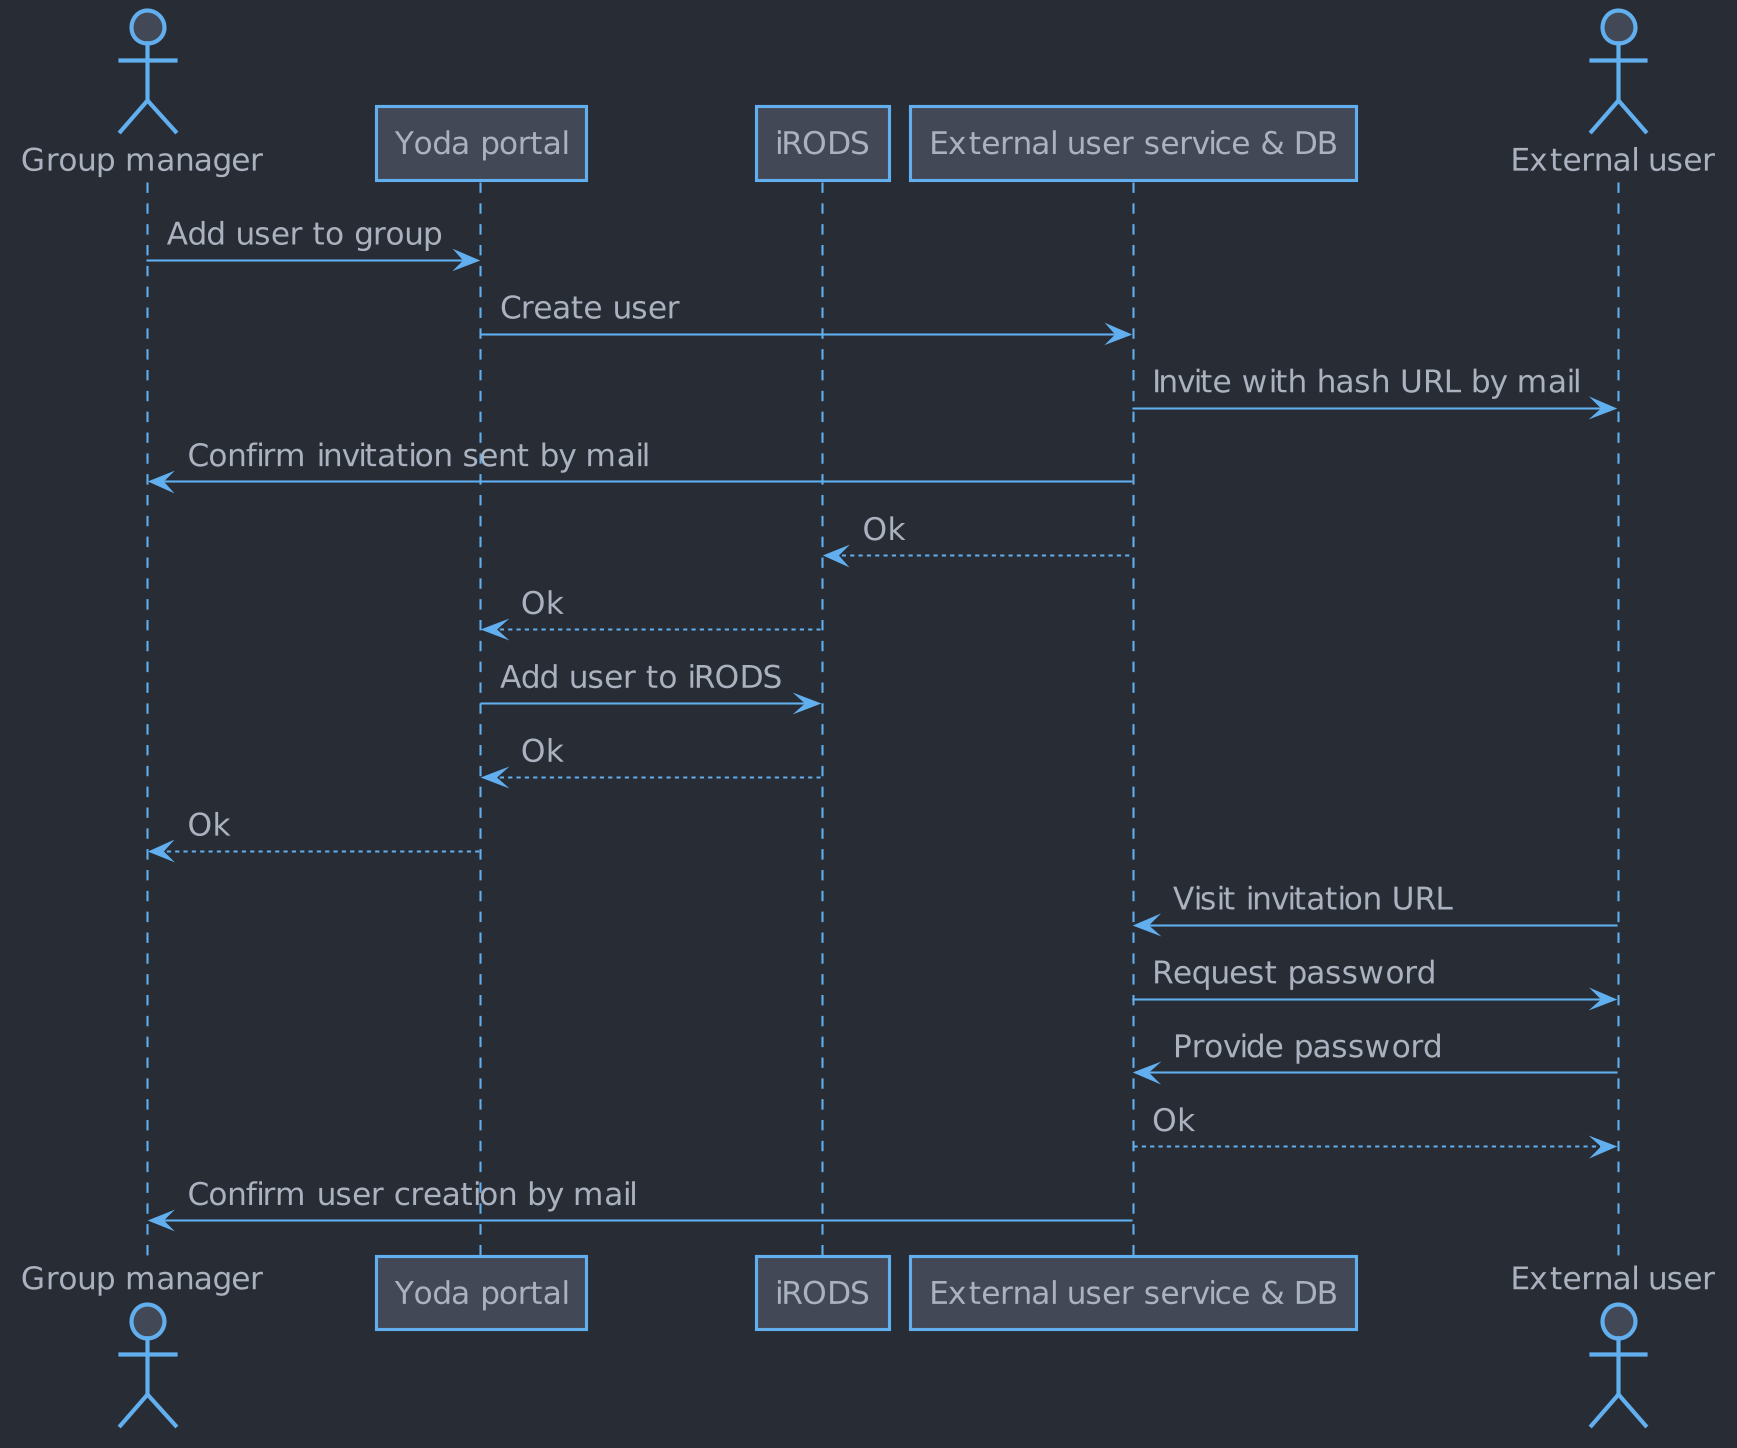 Group manager
Yoda portal
iRODS
External user service & DB
External user
Add user to group
Create user
Invite with hash URL by mail
Confirm invitation sent by mail
Ok
Ok
Add user to iRODS
Ok
Ok
Visit invitation URL
Request password
Provide password
Ok
Confirm user creation by mail
Group manager
Yoda portal
iRODS
External user service & DB
External user